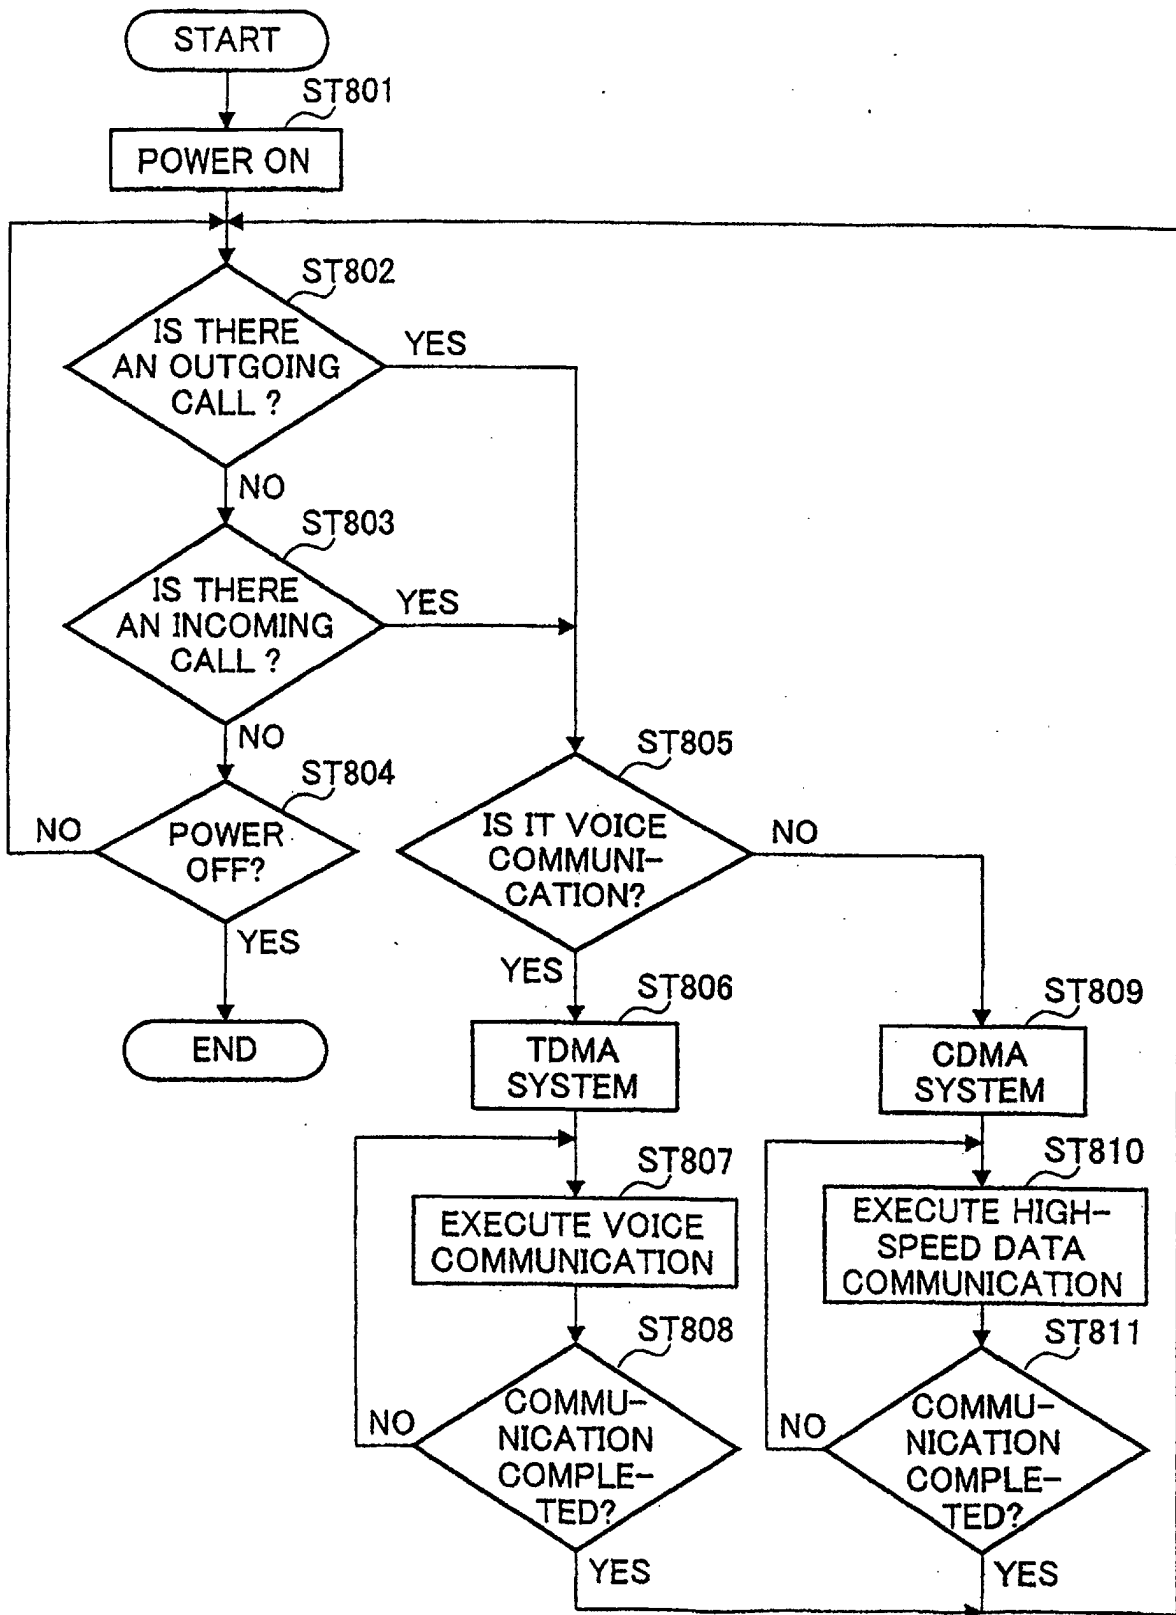 START
ST801
POWER ON
ST802
IS THERE
AN OUTGOING
CALL ?
YES
NO
ST803
IS THERE
AN INCOMING
CALL ?
YES
NO
ST804
POWER
OFF?
NO
YES
END
ST805
IS IT VOICE
COMMUNI-
CATION?
NO
YES
ST806
TDMA
SYSTEM
ST807
EXECUTE VOICE
COMMUNICATION
ST808
COMMU-
NICATION
COMPLE-
TED?
NO
YES
ST809
CDMA
SYSTEM
ST810
EXECUTE HIGH-
SPEED DATA
COMMUNICATION
ST811
COMMU-
NICATION
COMPLE-
TED?
NO
YES